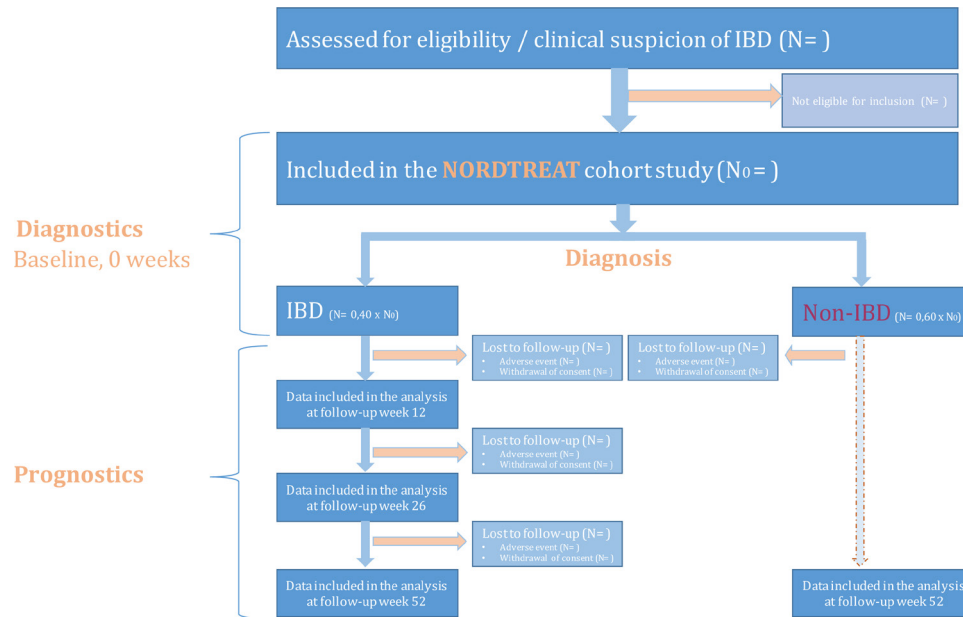 Assessed for eligibility / clinical suspicion of IBD (N= )
Not eligible for inclusion (N= )
Included in the NORDTREAT cohort study (N₀ = )
Diagnostics
Baseline, 0 weeks
Diagnosis
IBD (N= 0,40 x N₀)
Non-IBD (N= 0,60 x N₀)
Lost to follow-up (N= )
• Adverse event (N= )
• Withdrawal of consent (N= )
Lost to follow-up (N= )
• Adverse event (N= )
• Withdrawal of consent (N= )
Data included in the analysis
at follow-up week 12
Lost to follow-up (N= )
• Adverse event (N= )
• Withdrawal of consent (N= )
Prognostics
Data included in the analysis
at follow-up week 26
Lost to follow-up (N= )
• Adverse event (N= )
• Withdrawal of consent (N= )
Data included in the analysis
at follow-up week 52
Data included in the analysis
at follow-up week 52